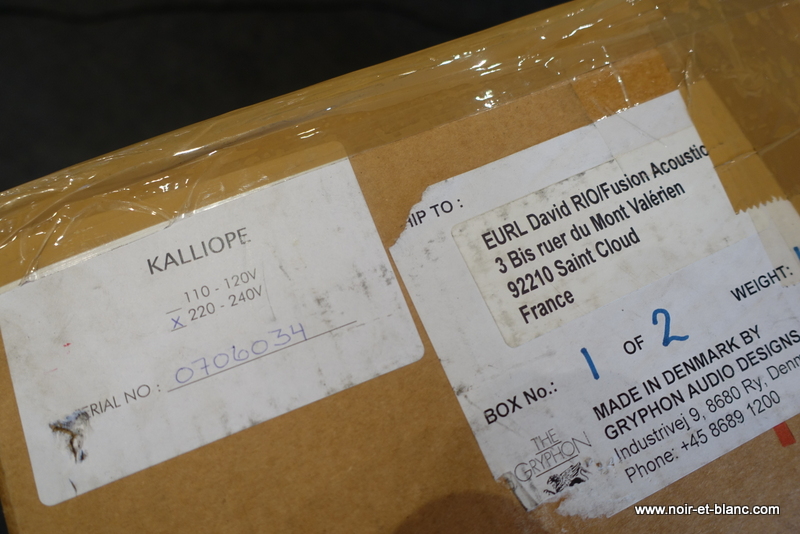 KALLIOPE
110 - 120V
X 220 - 240V
ERIAL NO : 0706034
HIP TO :
EURL David RIO/Fusion Acoustic
3 Bis ruer du Mont Valérien
92210 Saint Cloud
France
WEIGHT:
BOX No.: 1 OF 2
MADE IN DENMARK BY
GRYPHON AUDIO DESIGNS
Industrivej 9, 8680 Ry, Denm
Phone: +45 8689 1200
THE
GRYPHON
www.noir-et-blanc.com